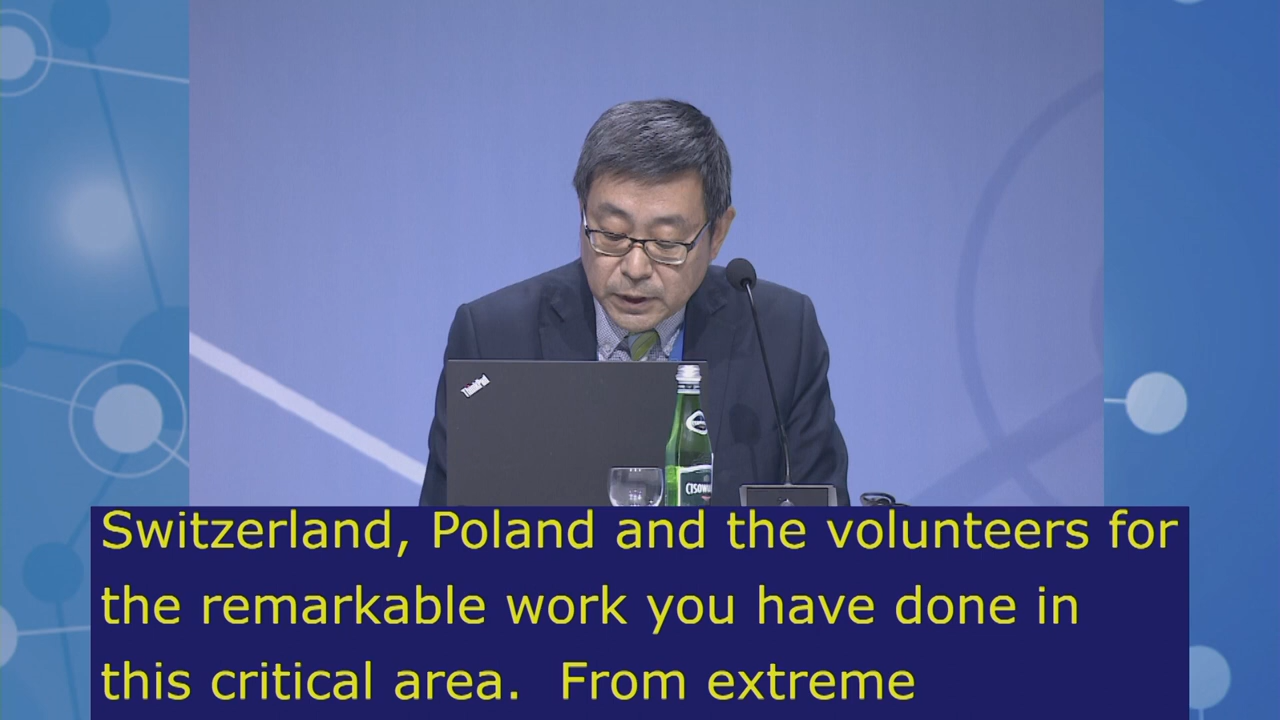 ThinkPad
CISOWIANKA
Switzerland, Poland and the volunteers for
the remarkable work you have done in
this critical area.  From extreme